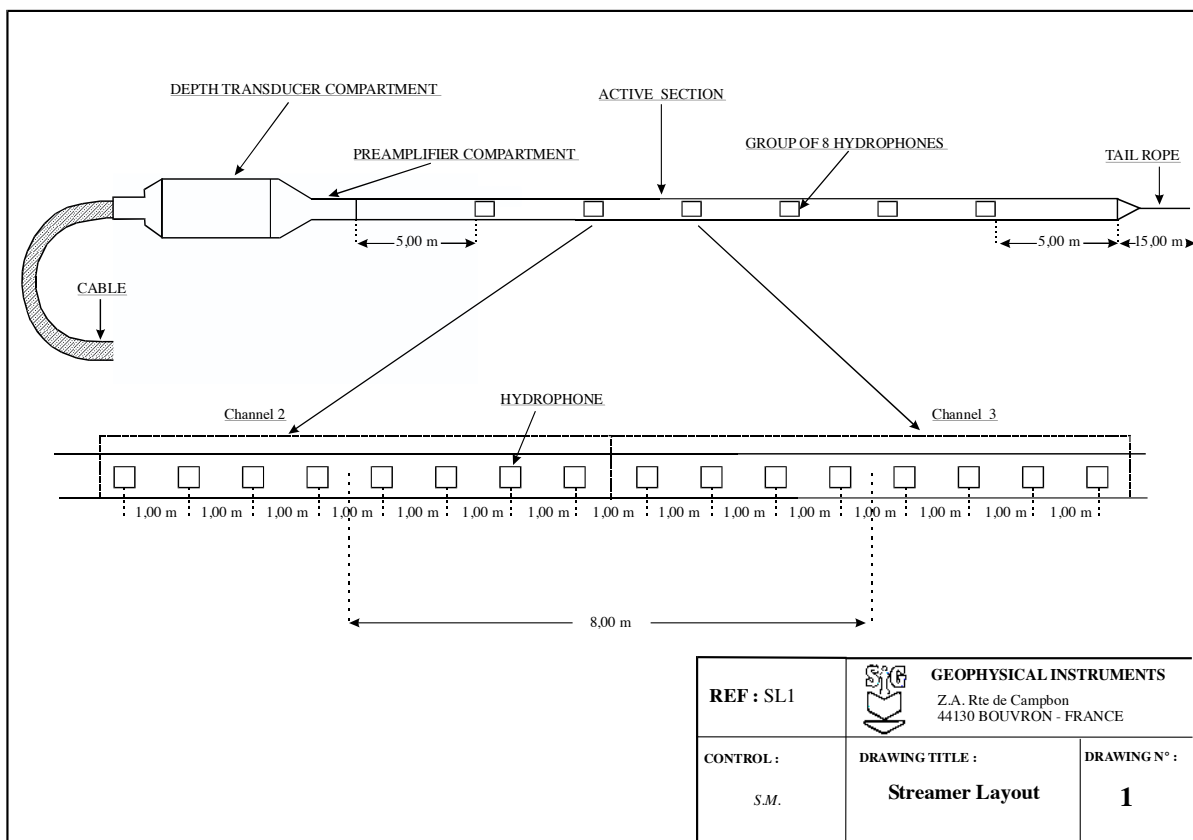 DEPTH TRANSDUCER COMPARTMENT
ACTIVE SECTION
GROUP OF 8 HYDROPHONES
PREAMPLIFIER COMPARTMENT
TAIL ROPE
5,00 m
5,00 m
15,00 m
CABLE
Channel 2
HYDROPHONE
Channel 3
1,00 m 1,00 m 1,00 m 1,00 m 1,00 m 1,00 m 1,00 m 1,00 m 1,00 m 1,00 m 1,00 m 1,00 m 1,00 m 1,00 m 1,00 m
8,00 m
REF : SL1
SIG
GEOPHYSICAL INSTRUMENTS
Z.A. Rte de Campbon
44130 BOUVRON - FRANCE
CONTROL :
S.M.
DRAWING TITLE :
Streamer Layout
DRAWING N° :
1